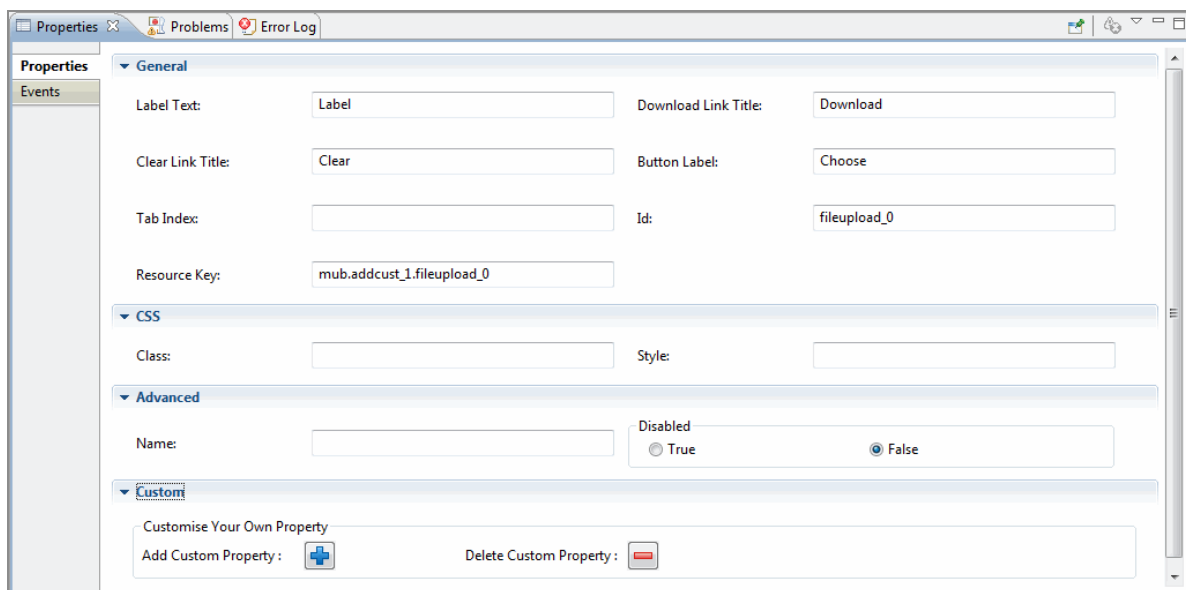 Properties Problems Error Log
Properties
Events
General
Label Text: Label Download Link Title: Download
Clear Link Title: Clear Button Label: Choose
Tab Index: Id: fileupload_0
Resource Key: mub.addcust_1.fileupload_0
CSS
Class: Style:
Advanced
Disabled
Name: True False
Custom
Customise Your Own Property
Add Custom Property : Delete Custom Property :